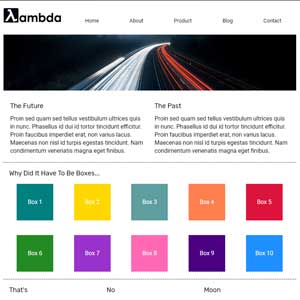 λambda
Home About Product Blog Contact
The Future
Proin sed quam sed tellus vestibulum ultrices quis
in nunc. Phasellus id dui id tortor tincidunt efficitur.
Proin faucibus imperdiet erat, non varius lacus.
Maecenas non nisl id turpis egestas tincidunt. Nam
condimentum venenatis magna eget finibus.
The Past
Proin sed quam sed tellus vestibulum ultrices quis
in nunc. Phasellus id dui id tortor tincidunt efficitur.
Proin faucibus imperdiet erat, non varius lacus.
Maecenas non nisl id turpis egestas tincidunt. Nam
condimentum venenatis magna eget finibus.
Why Did It Have To Be Boxes...
Box 1 Box 2 Box 3 Box 4 Box 5
Box 6 Box 7 Box 8 Box 9 Box 10
That's No Moon